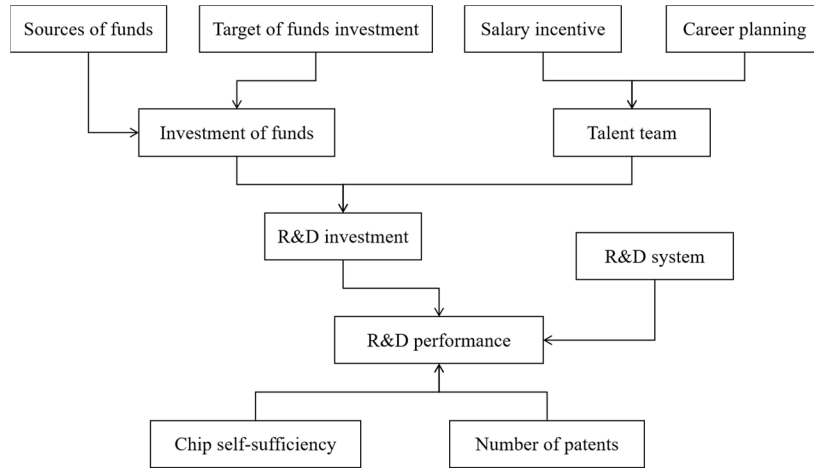 Sources of funds
Target of funds investment
Salary incentive
Career planning
Investment of funds
Talent team
R&D investment
R&D system
R&D performance
Chip self-sufficiency
Number of patents